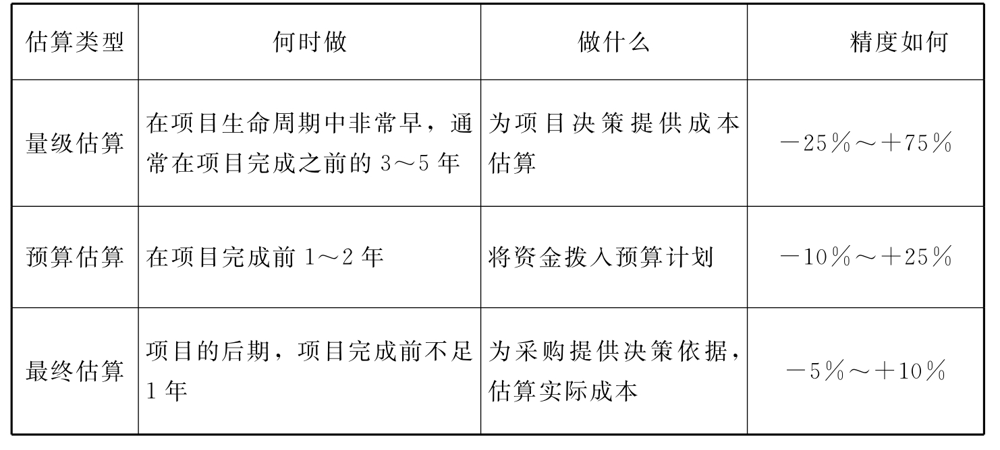 估算类型 何时做 做什么 精度如何
量级估算
在项目生命周期中非常早，通
常在项目完成之前的3～5年
为项目决策提供成本
估算
－25％～＋75％
预算估算 在项目完成前1～2年 将资金拨入预算计划 －10％～＋25％
最终估算
项目的后期，项目完成前不足
1年
为采购提供决策依据，
估算实际成本
－5％～＋10％